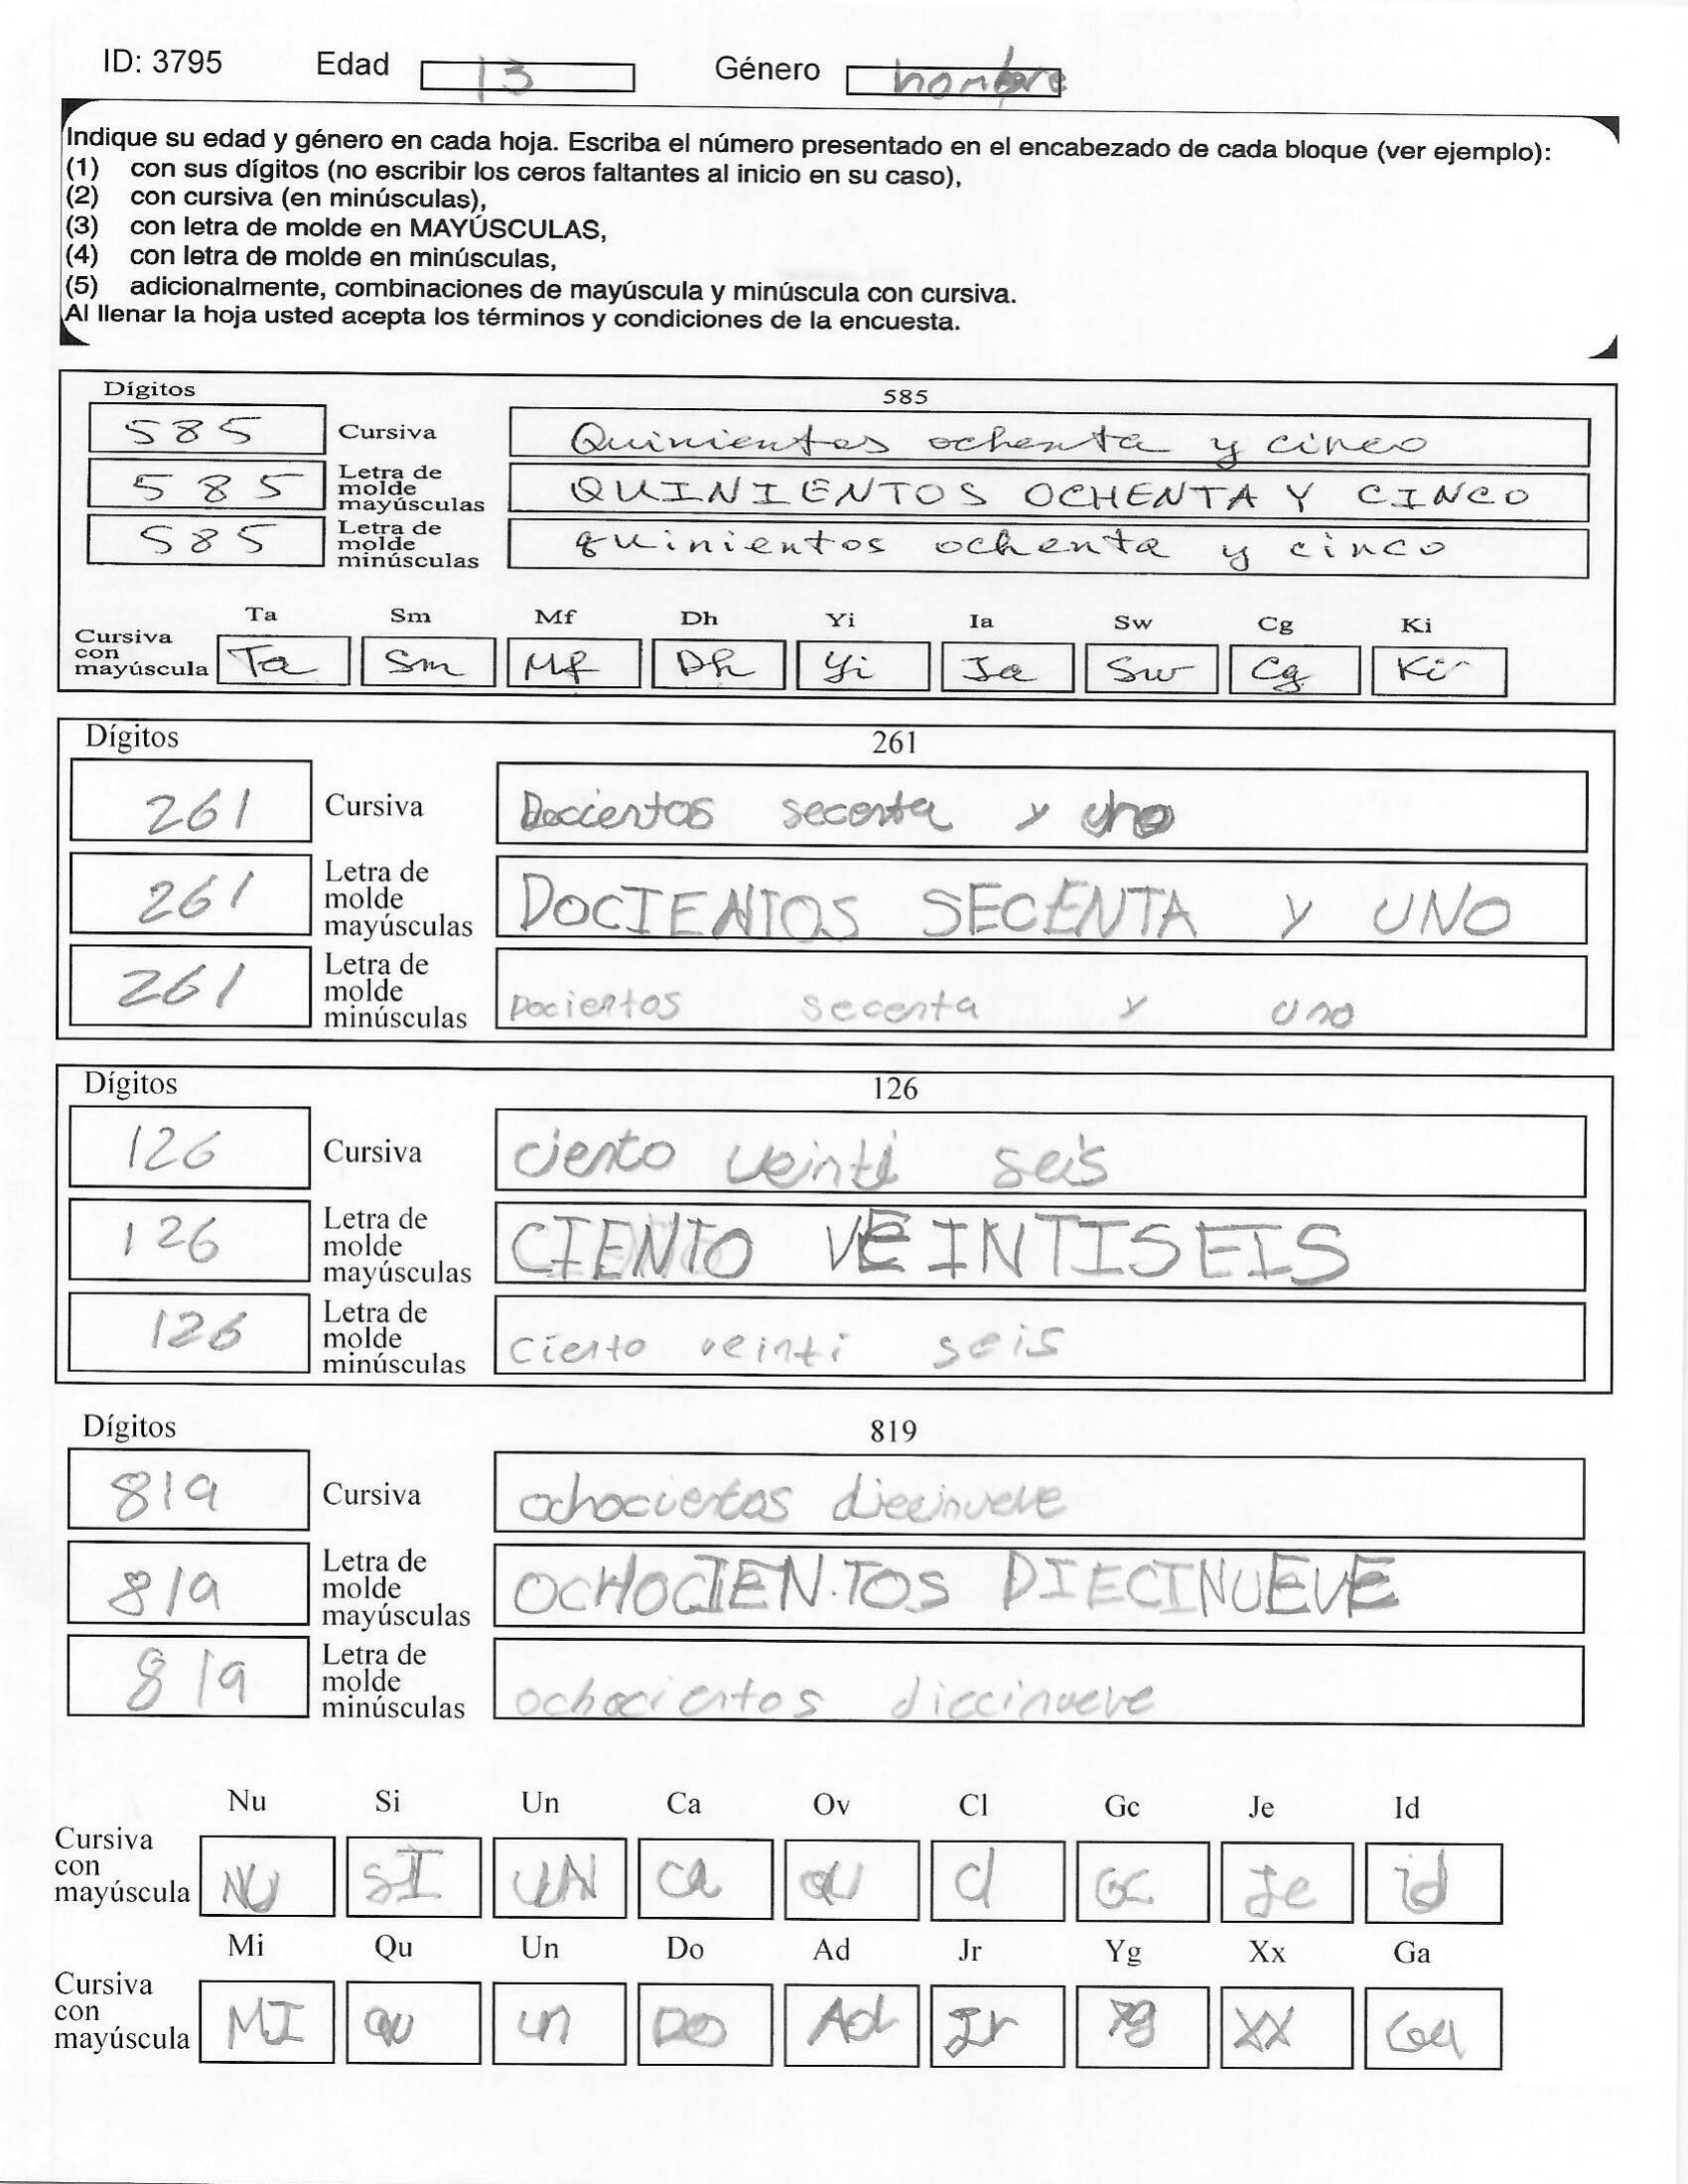 ID: 3795 Edad 13 Género hombre
Indique su edad y género en cada hoja. Escriba el número presentado en el encabezado de cada bloque (ver ejemplo):
(1) con sus dígitos (no escribir los ceros faltantes al inicio en su caso),
(2) con cursiva (en minúsculas),
(3) con letra de molde en MAYÚSCULAS,
(4) con letra de molde en minúsculas,
(5) adicionalmente, combinaciones de mayúscula y minúscula con cursiva.
Al llenar la hoja usted acepta los términos y condiciones de la encuesta.
Dígitos 585
585 Cursiva Quinientos ochenta y cinco
585 Letra de molde mayúsculas QUINIENTOS OCHENTA Y CINCO
585 Letra de molde minúsculas quinientos ochenta y cinco
Ta Sm Mf Dh Yi Ia Sw Cg Ki
Cursiva con mayúscula Ta Sm Mf Dh Yi Ia Sw Cg Ki
Dígitos 261
261 Cursiva Docientos secenta y uno
261 Letra de molde mayúsculas DOCIENTOS SECENTA Y UNO
261 Letra de molde minúsculas Docientos secenta y uno
Dígitos 126
126 Cursiva ciento veinti seis
126 Letra de molde mayúsculas CIENTO VEINTISEIS
126 Letra de molde minúsculas ciento veinti seis
Dígitos 819
819 Cursiva ochocientos diecinueve
819 Letra de molde mayúsculas OCHOCIEN.TOS DIECINUEVE
819 Letra de molde minúsculas ochocientos diecinueve
Nu Si Un Ca Ov Cl Gc Je Id
Cursiva con mayúscula NU SI UN Ca OV Cl GC Je id
Mi Qu Un Do Ad Jr Yg Xx Ga
Cursiva con mayúscula MI QU un DO Ad Jr Yg XX Ga